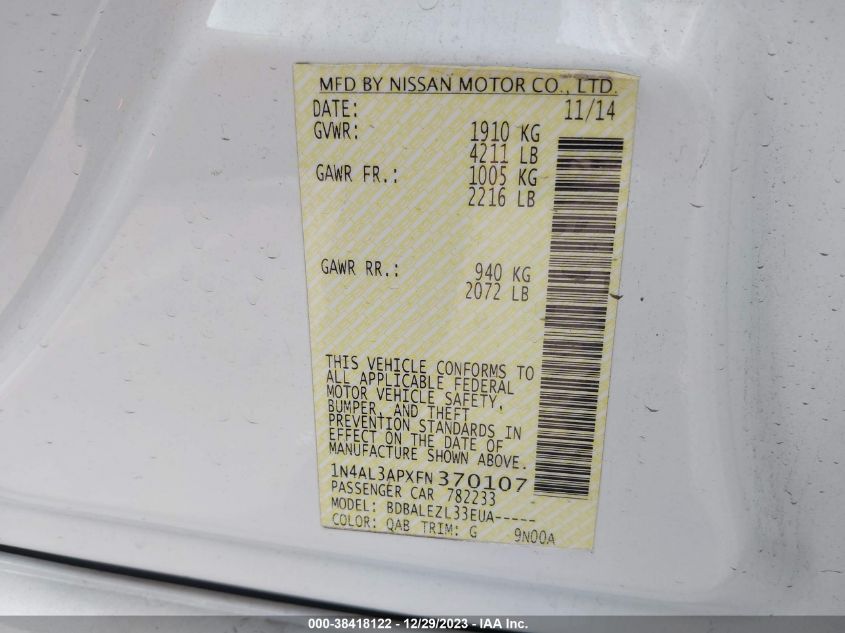 MFD BY NISSAN MOTOR CO., LTD.
DATE: 11/14
GVWR: 1910 KG
4211 LB
GAWR FR.: 1005 KG
2216 LB
GAWR RR.: 940 KG
2072 LB
THIS VEHICLE CONFORMS TO
ALL APPLICABLE FEDERAL
MOTOR VEHICLE SAFETY,
BUMPER, AND THEFT
PREVENTION STANDARDS IN
EFFECT ON THE DATE OF
MANUFACTURE SHOWN ABOVE.
1N4AL3APXFN 370107
PASSENGER CAR 782233
MODEL: BDBALEZL33EUA-----
COLOR: QAB TRIM: G 9N00A
000-38418122 - 12/29/2023 - IAA Inc.